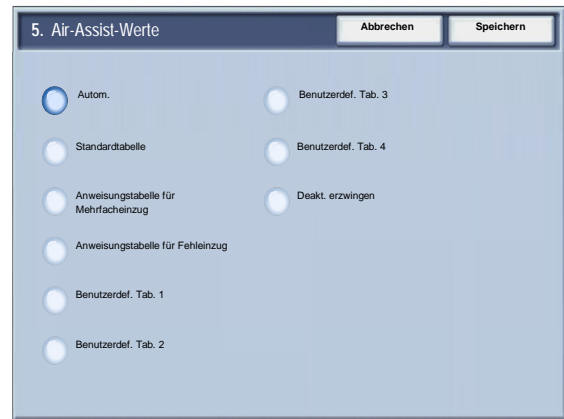 5. Air-Assist-Werte
Abbrechen
Speichern
Autom.
Standardtabelle
Anweisungstabelle für
Mehrfacheinzug
Anweisungstabelle für Fehleinzug
Benutzerdef. Tab. 1
Benutzerdef. Tab. 2
Benutzerdef. Tab. 3
Benutzerdef. Tab. 4
Deakt. erzwingen